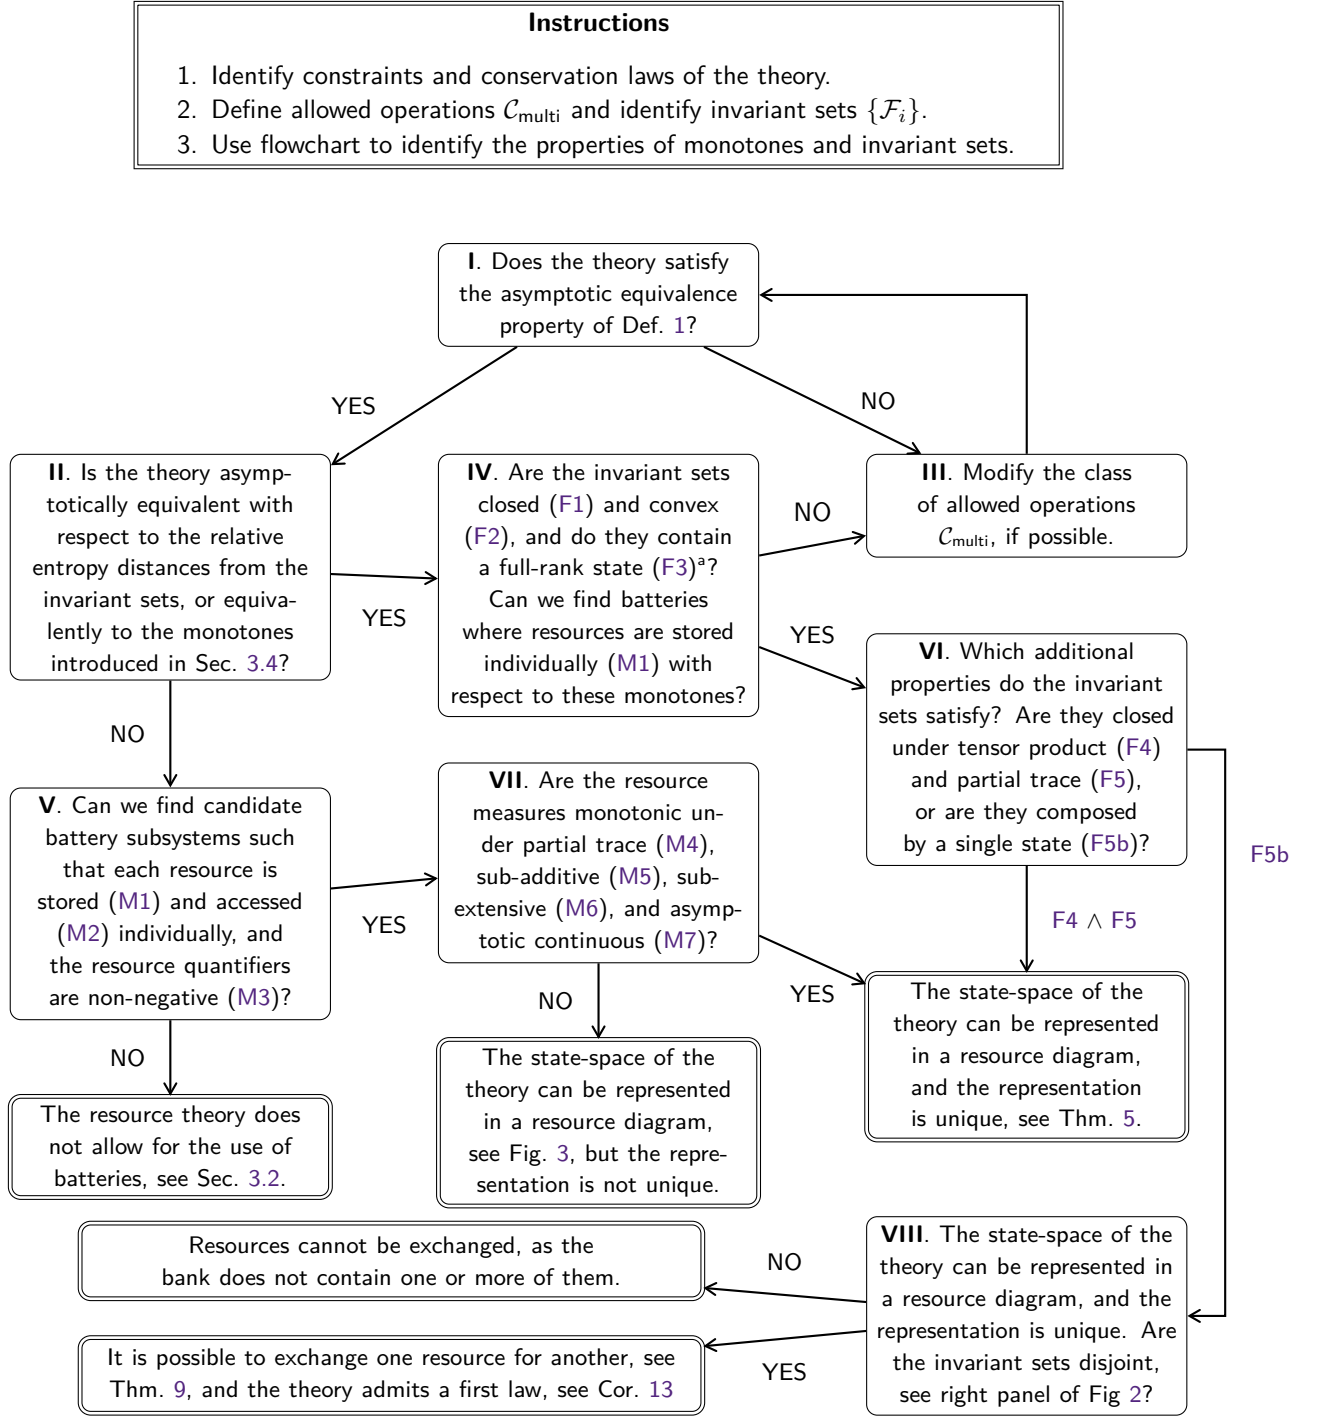 Instructions
1. Identify constraints and conservation laws of the theory.
2. Define allowed operations 𝒞_multi and identify invariant sets {ℱ_i}.
3. Use flowchart to identify the properties of monotones and invariant sets.
I. Does the theory satisfy
the asymptotic equivalence
property of Def. 1?
YES
NO
II. Is the theory asymp-
totically equivalent with
respect to the relative
entropy distances from the
invariant sets, or equiva-
lently to the monotones
introduced in Sec. 3.4?
YES
NO
IV. Are the invariant sets
closed (F1) and convex
(F2), and do they contain
a full-rank state (F3)ᵃ?
Can we find batteries
where resources are stored
individually (M1) with
respect to these monotones?
NO
YES
III. Modify the class
of allowed operations
𝒞_multi, if possible.
VI. Which additional
properties do the invariant
sets satisfy? Are they closed
under tensor product (F4)
and partial trace (F5),
or are they composed
by a single state (F5b)?
F5b
F4 ∧ F5
V. Can we find candidate
battery subsystems such
that each resource is
stored (M1) and accessed
(M2) individually, and
the resource quantifiers
are non-negative (M3)?
YES
NO
VII. Are the resource
measures monotonic un-
der partial trace (M4),
sub-additive (M5), sub-
extensive (M6), and asymp-
totic continuous (M7)?
YES
NO
The state-space of the
theory can be represented
in a resource diagram,
and the representation
is unique, see Thm. 5.
The resource theory does
not allow for the use of
batteries, see Sec. 3.2.
The state-space of the
theory can be represented
in a resource diagram,
see Fig. 3, but the repre-
sentation is not unique.
VIII. The state-space of the
theory can be represented in
a resource diagram, and the
representation is unique. Are
the invariant sets disjoint,
see right panel of Fig 2?
NO
YES
Resources cannot be exchanged, as the
bank does not contain one or more of them.
It is possible to exchange one resource for another, see
Thm. 9, and the theory admits a first law, see Cor. 13